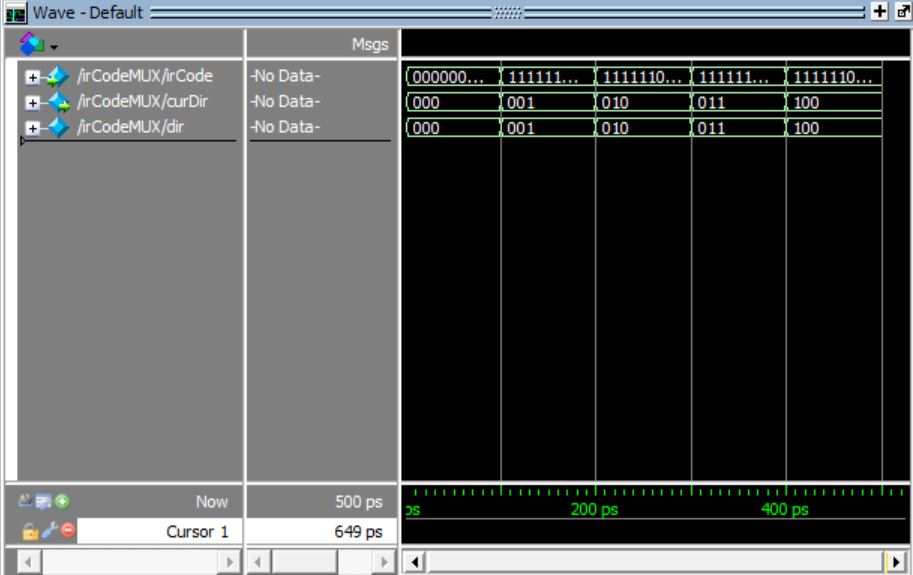 Wave - Default
Msgs
/irCodeMUX/irCode -No Data- 000000... 111111... 1111110... 111111... 1111110...
/irCodeMUX/curDir -No Data- 000 001 010 011 100
/irCodeMUX/dir -No Data- 000 001 010 011 100
Now 500 ps ps 200 ps 400 ps
Cursor 1 649 ps